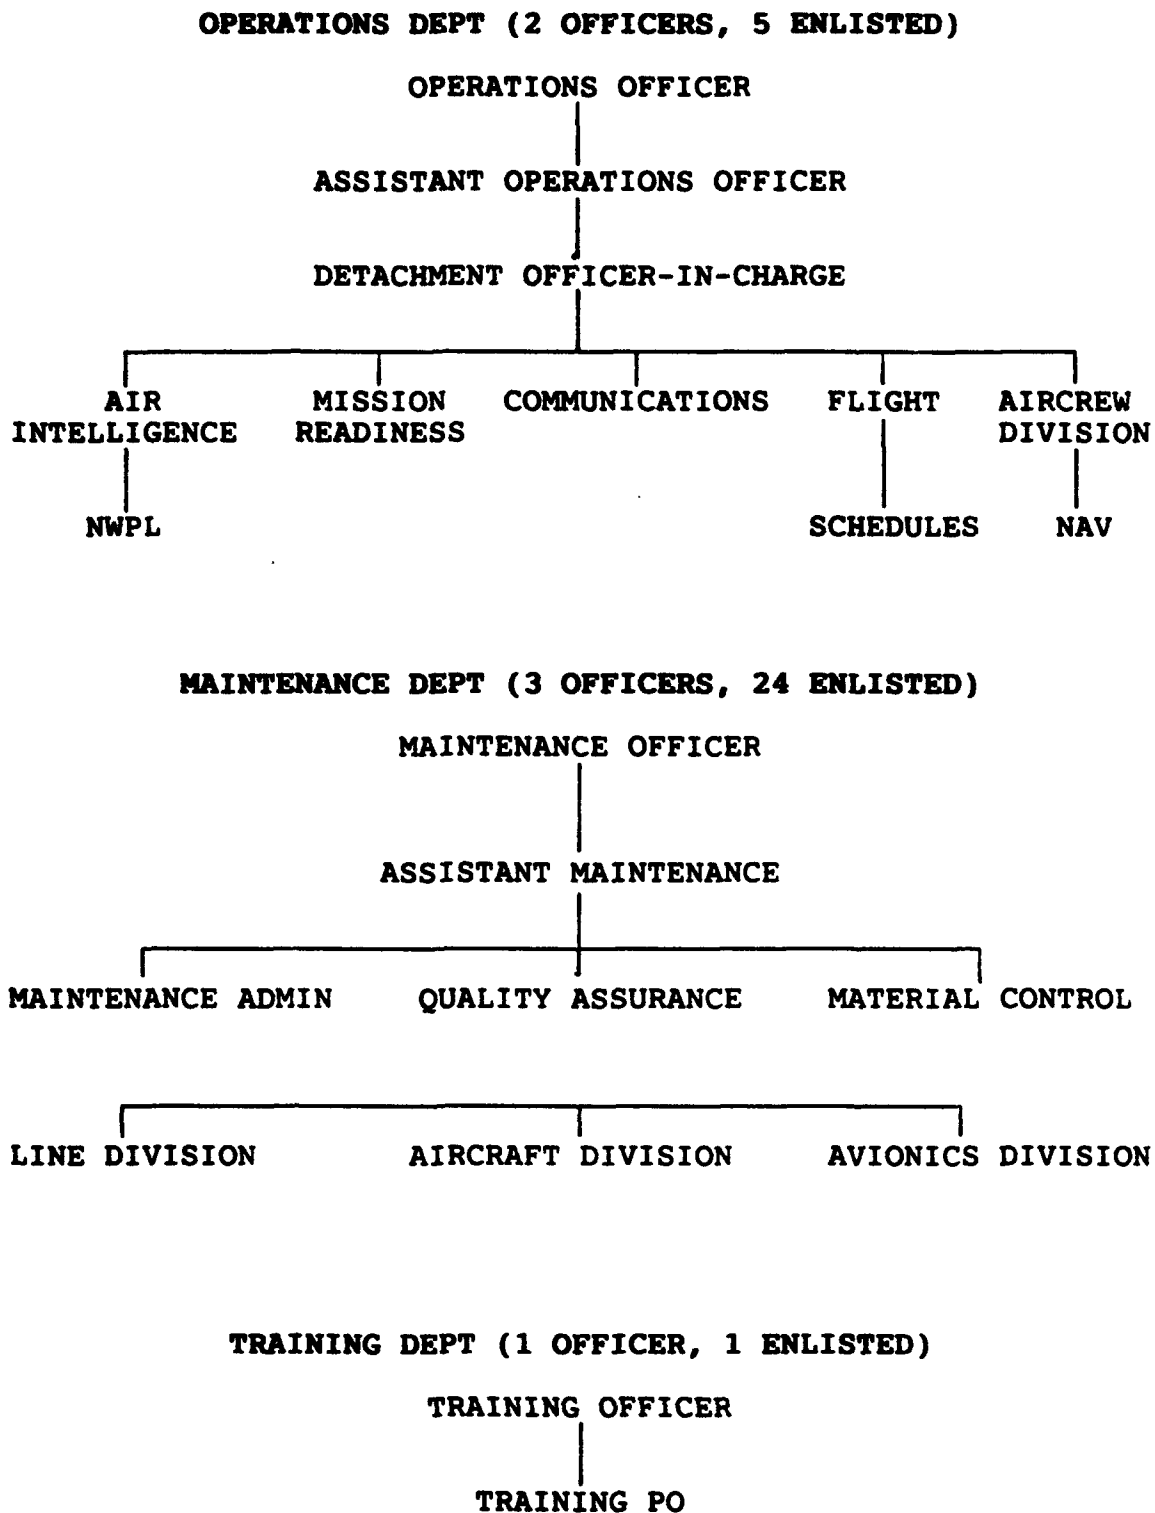 OPERATIONS DEPT (2 OFFICERS, 5 ENLISTED)
OPERATIONS OFFICER
ASSISTANT OPERATIONS OFFICER
DETACHMENT OFFICER-IN-CHARGE
AIR INTELLIGENCE
MISSION READINESS
COMMUNICATIONS
FLIGHT
AIRCREW DIVISION
NWPL
SCHEDULES
NAV
MAINTENANCE DEPT (3 OFFICERS, 24 ENLISTED)
MAINTENANCE OFFICER
ASSISTANT MAINTENANCE
MAINTENANCE ADMIN
QUALITY ASSURANCE
MATERIAL CONTROL
LINE DIVISION
AIRCRAFT DIVISION
AVIONICS DIVISION
TRAINING DEPT (1 OFFICER, 1 ENLISTED)
TRAINING OFFICER
TRAINING PO